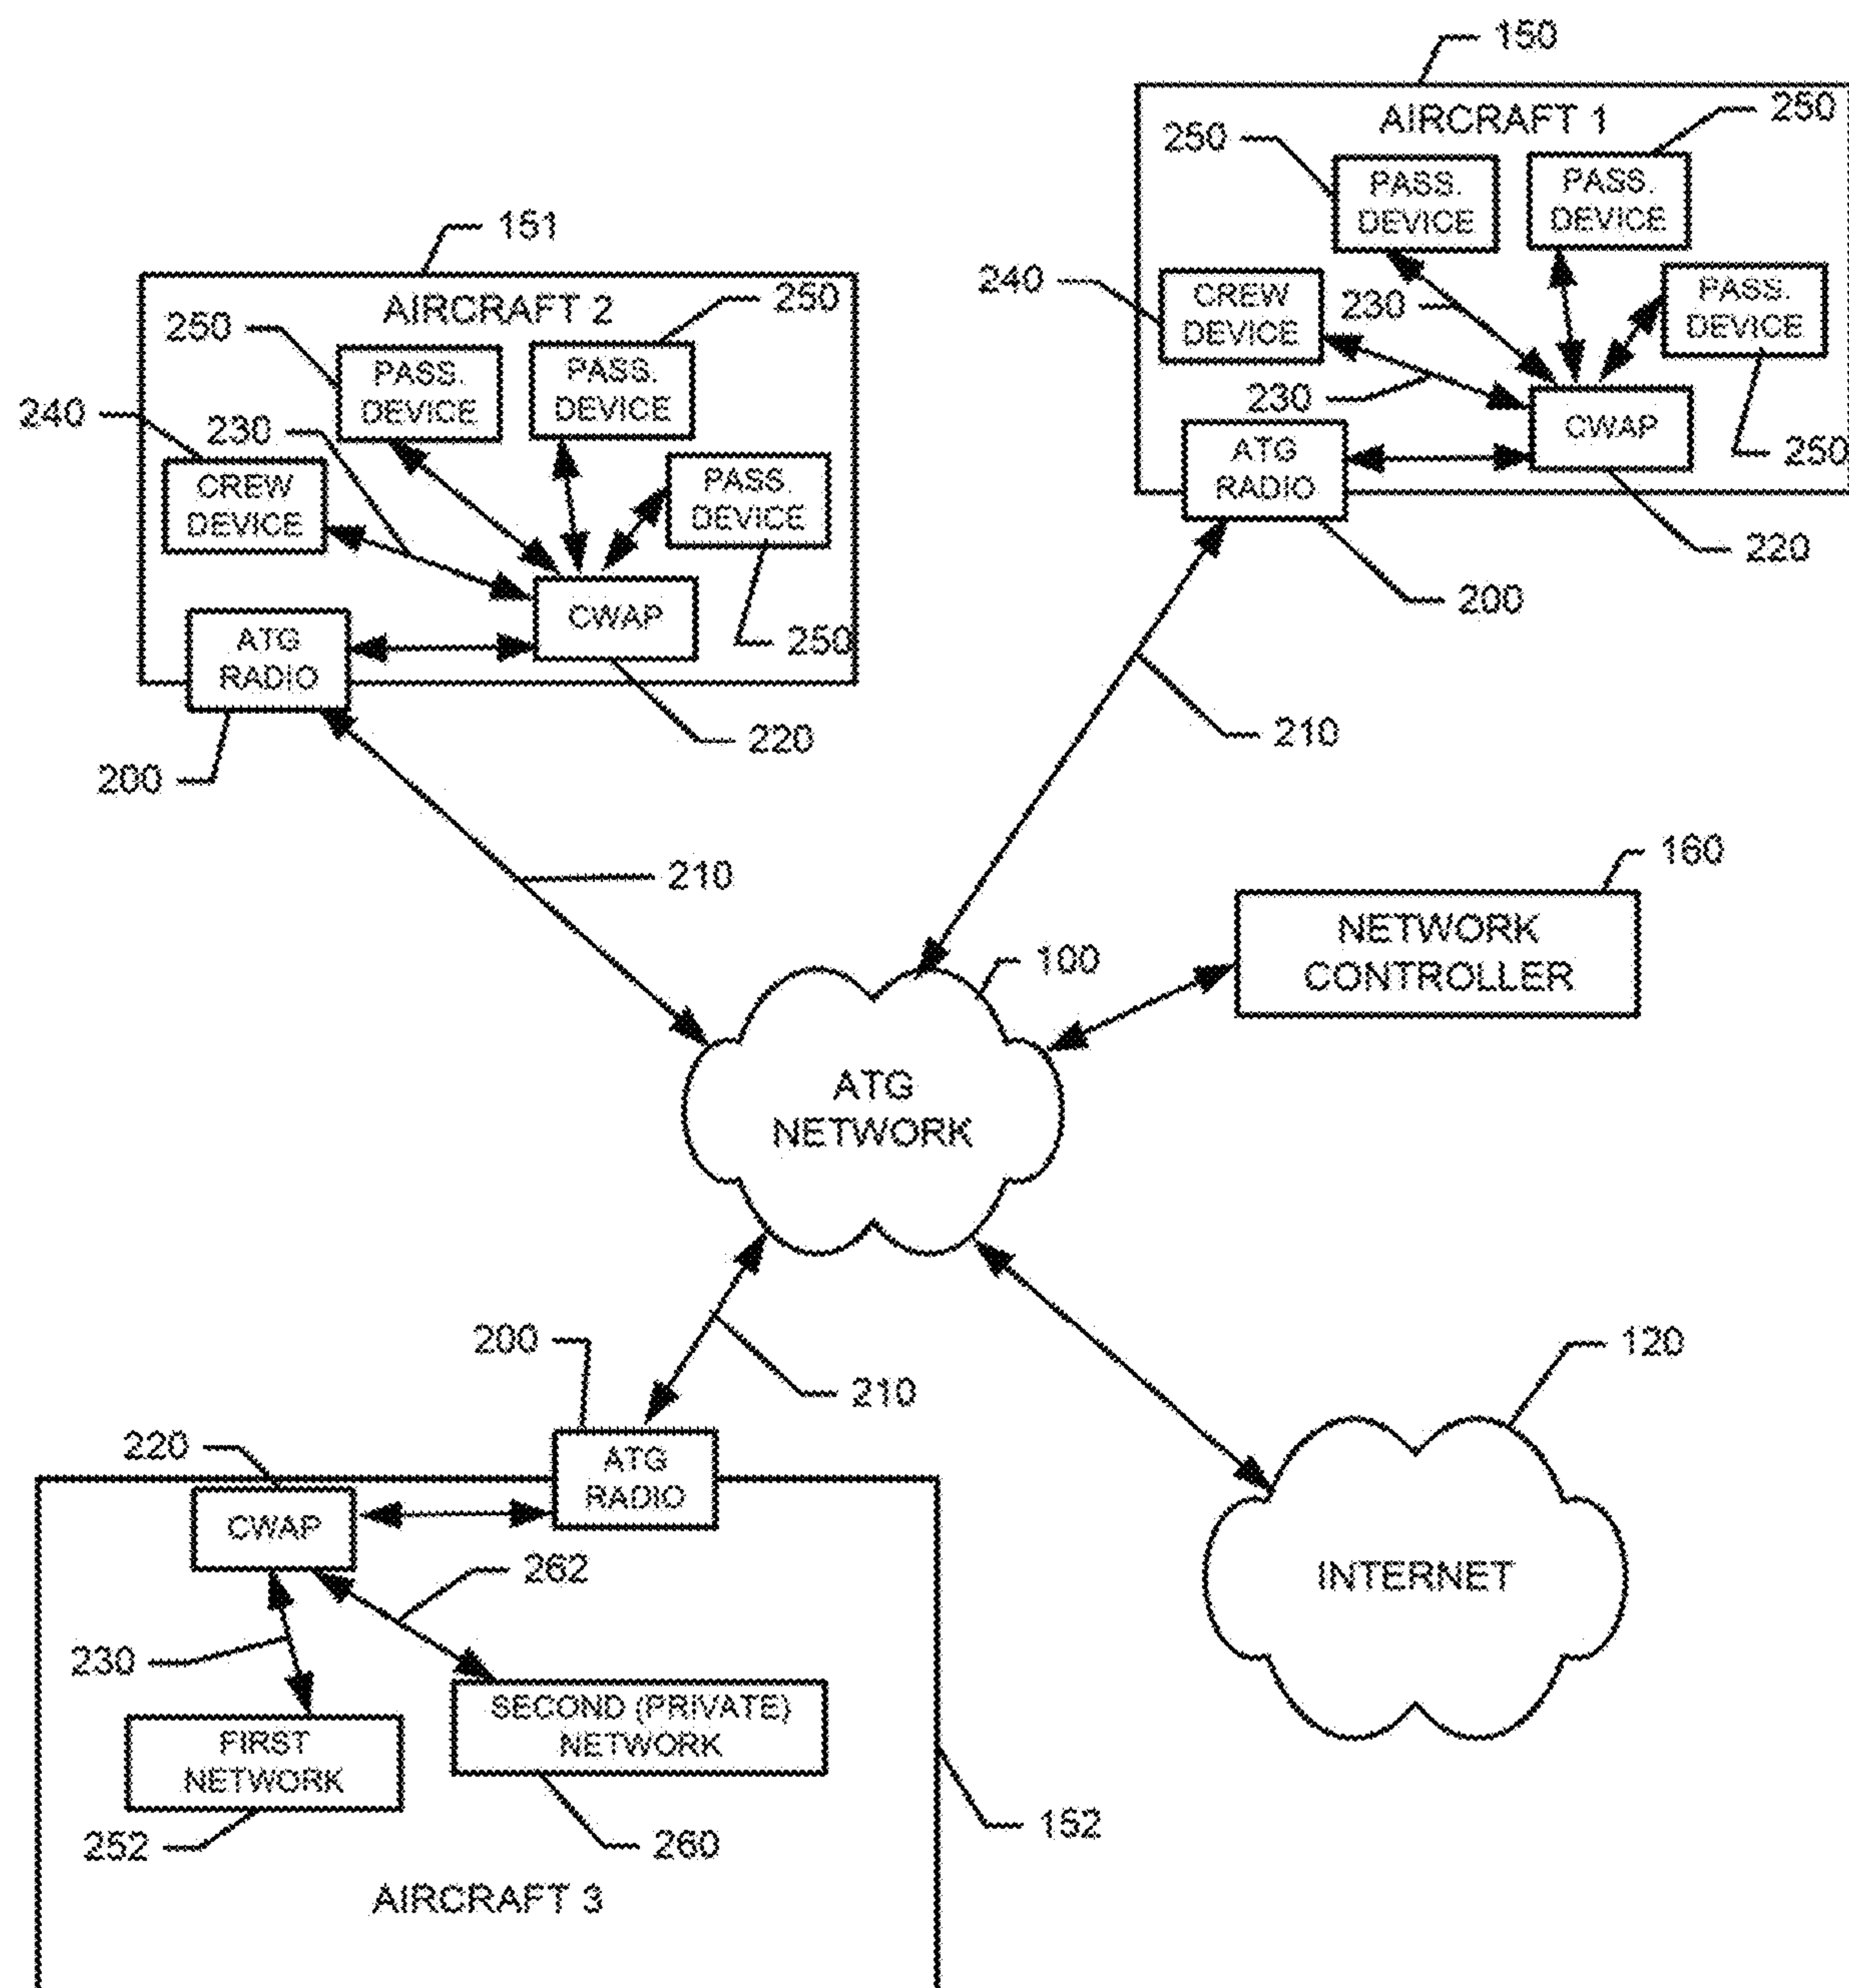 150
AIRCRAFT 1
250
250
PASS.
DEVICE
PASS.
DEVICE
240
CREW
DEVICE
230
PASS.
DEVICE
230
CWAP
250
ATG
RADIO
220
200
210
151
AIRCRAFT 2
250
250
PASS.
DEVICE
PASS.
DEVICE
240
230
CREW
DEVICE
PASS.
DEVICE
CWAP
250
ATG
RADIO
220
200
210
160
NETWORK
CONTROLLER
100
ATG
NETWORK
200
210
120
INTERNET
220
ATG
RADIO
CWAP
262
230
SECOND (PRIVATE)
NETWORK
FIRST
NETWORK
252
260
152
AIRCRAFT 3